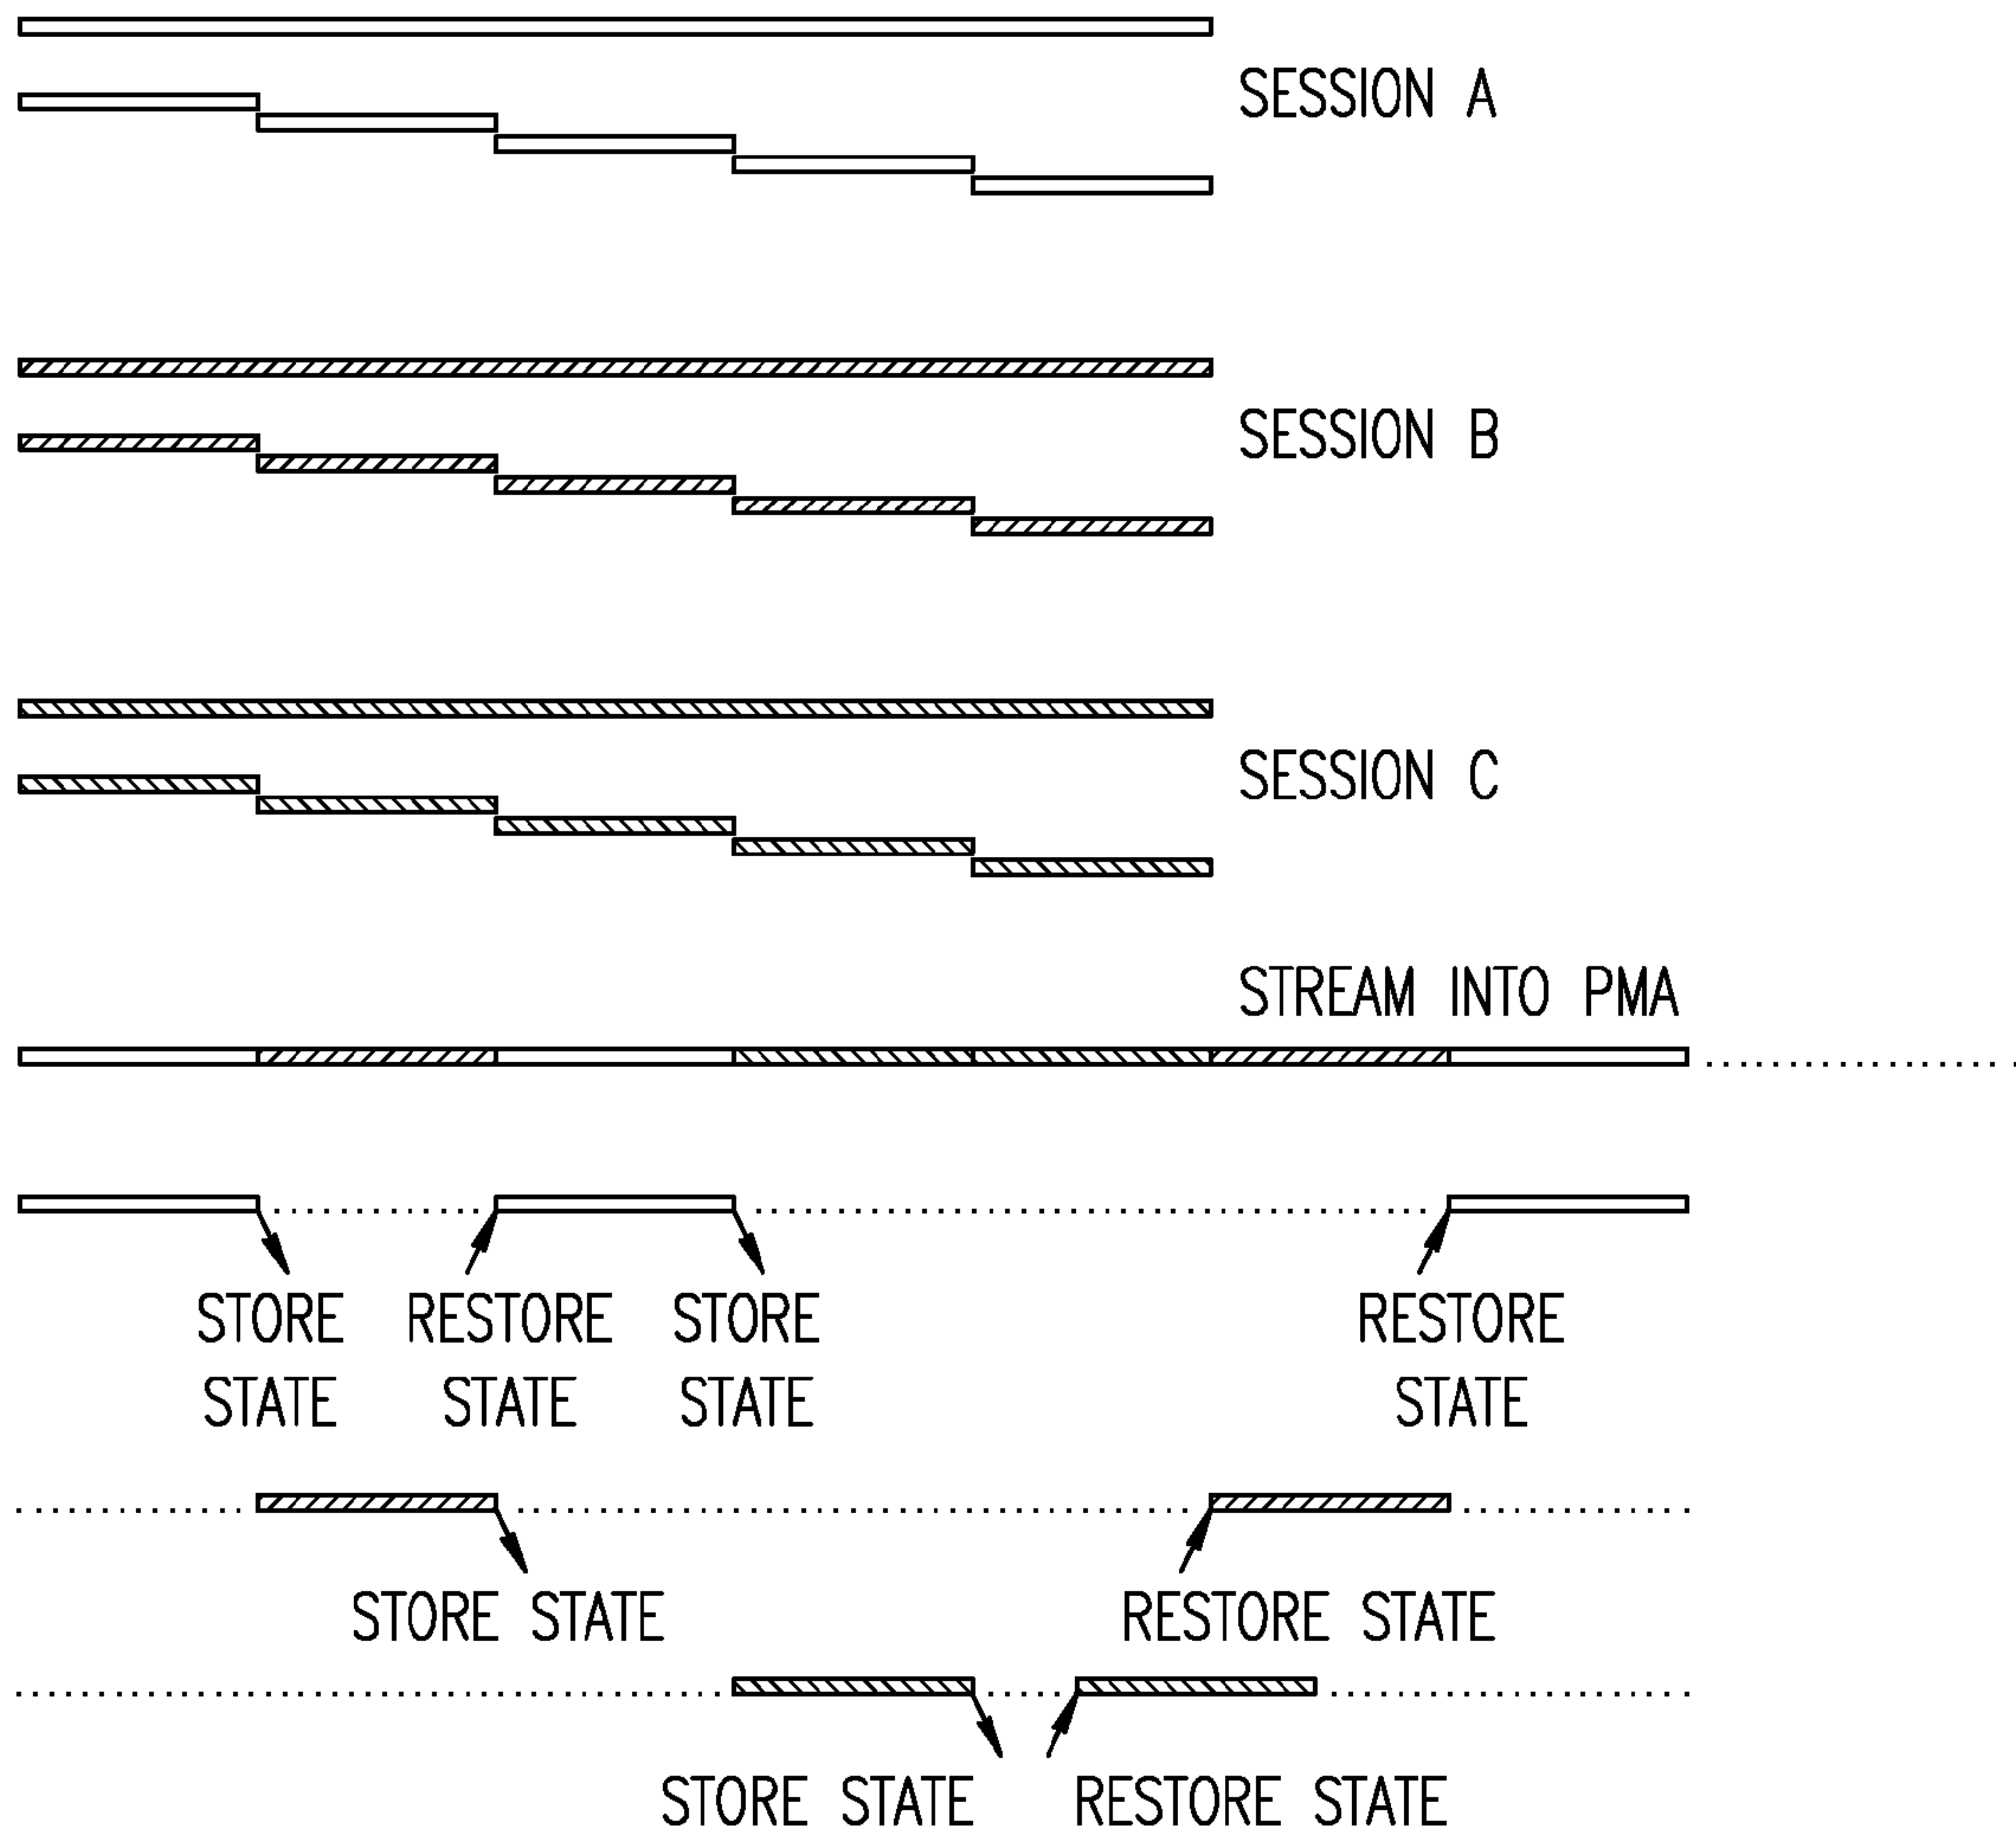 SESSION A
SESSION B
SESSION C
STREAM INTO PMA
STORE RESTORE STORE RESTORE
STATE STATE STATE STATE
STORE STATE RESTORE STATE
STORE STATE RESTORE STATE